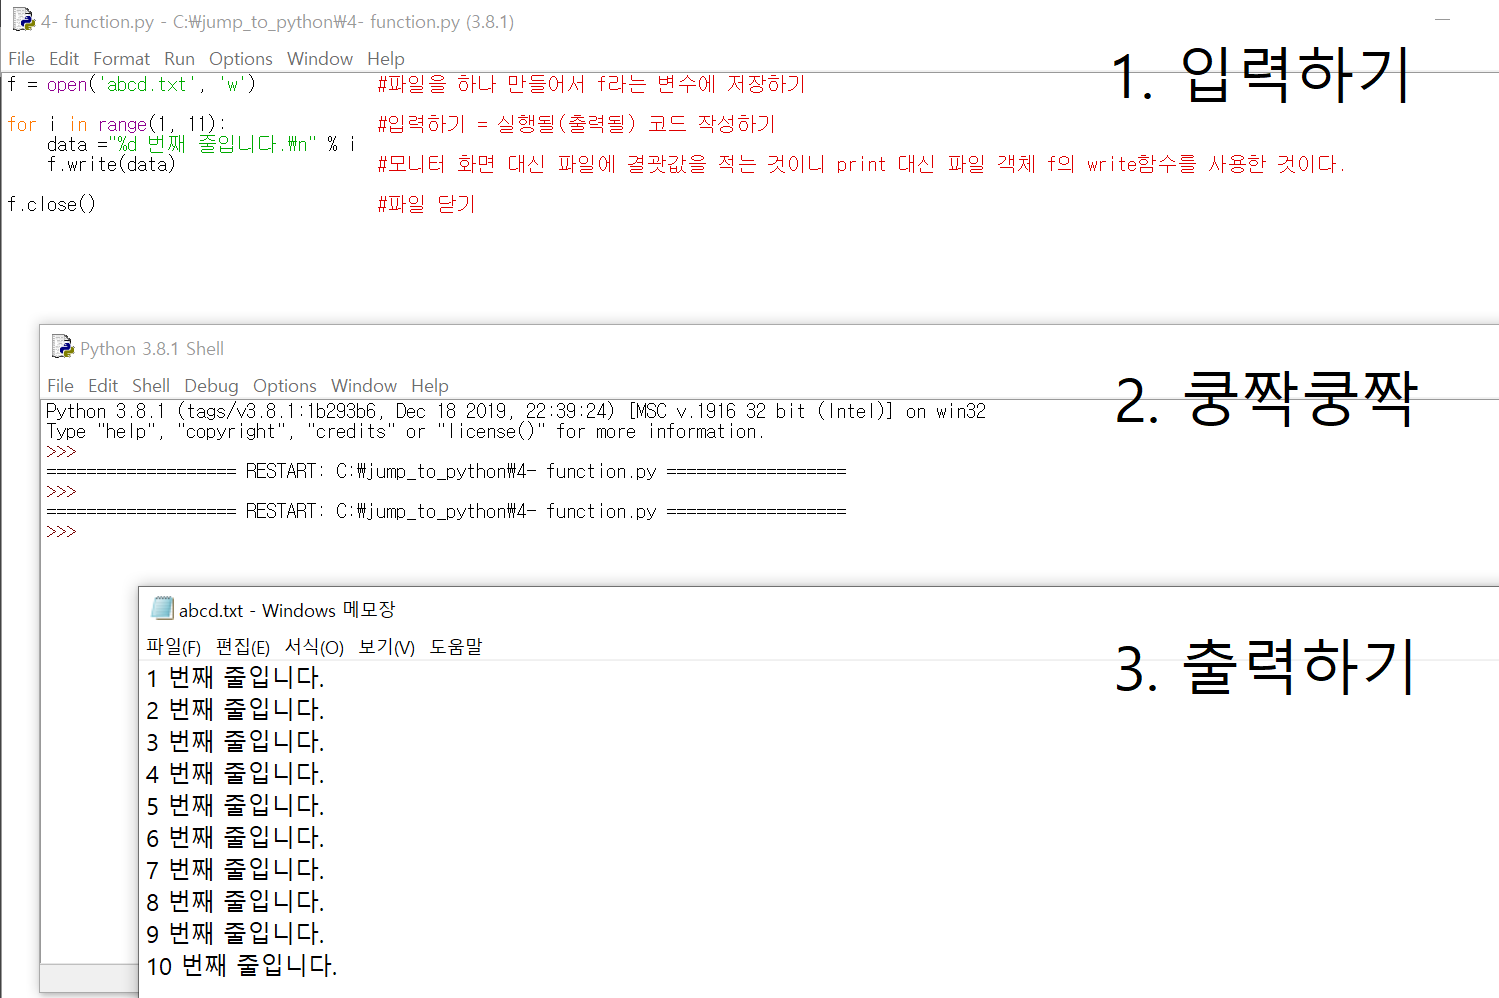 4- function.py - C:₩jump_to_python₩4- function.py (3.8.1)
File Edit Format Run Options Window Help
1. 입력하기
f = open('abcd.txt', 'w') #파일을 하나 만들어서 f라는 변수에 저장하기
for i in range(1, 11): #입력하기 = 실행될(출력될) 코드 작성하기
data ="%d 번째 줄입니다.₩n" % i
f.write(data) #모니터 화면 대신 파일에 결괏값을 적는 것이니 print 대신 파일 객체 f의 write함수를 사용한 것이다.
f.close() #파일 닫기
Python 3.8.1 Shell
File Edit Shell Debug Options Window Help
2. 쿵짝쿵짝
Python 3.8.1 (tags/v3.8.1:1b293b6, Dec 18 2019, 22:39:24) [MSC v.1916 32 bit (Intel)] on win32
Type "help", "copyright", "credits" or "license()" for more information.
>>>
=================== RESTART: C:₩jump_to_python₩4- function.py ==================
>>>
=================== RESTART: C:₩jump_to_python₩4- function.py ==================
>>>
abcd.txt - Windows 메모장
파일(F) 편집(E) 서식(O) 보기(V) 도움말
3. 출력하기
1 번째 줄입니다.
2 번째 줄입니다.
3 번째 줄입니다.
4 번째 줄입니다.
5 번째 줄입니다.
6 번째 줄입니다.
7 번째 줄입니다.
8 번째 줄입니다.
9 번째 줄입니다.
10 번째 줄입니다.